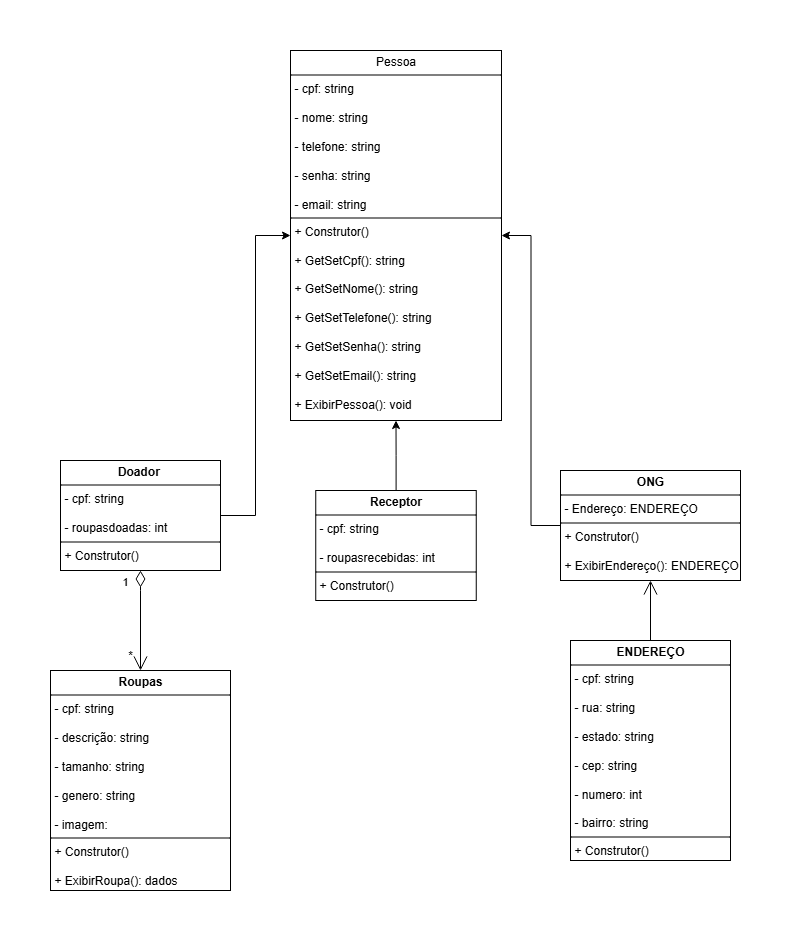 Pessoa
- cpf: string
- nome: string
- telefone: string
- senha: string
- email: string
+ Construtor()
+ GetSetCpf(): string
+ GetSetNome(): string
+ GetSetTelefone(): string
+ GetSetSenha(): string
+ GetSetEmail(): string
+ ExibirPessoa(): void
Doador
- cpf: string
- roupasdoadas: int
+ Construtor()
1
*
Receptor
- cpf: string
- roupasrecebidas: int
+ Construtor()
ONG
- Endereço: ENDEREÇO
+ Construtor()
+ ExibirEndereço(): ENDEREÇO
Roupas
- cpf: string
- descrição: string
- tamanho: string
- genero: string
- imagem:
+ Construtor()
+ ExibirRoupa(): dados
ENDEREÇO
- cpf: string
- rua: string
- estado: string
- cep: string
- numero: int
- bairro: string
+ Construtor()